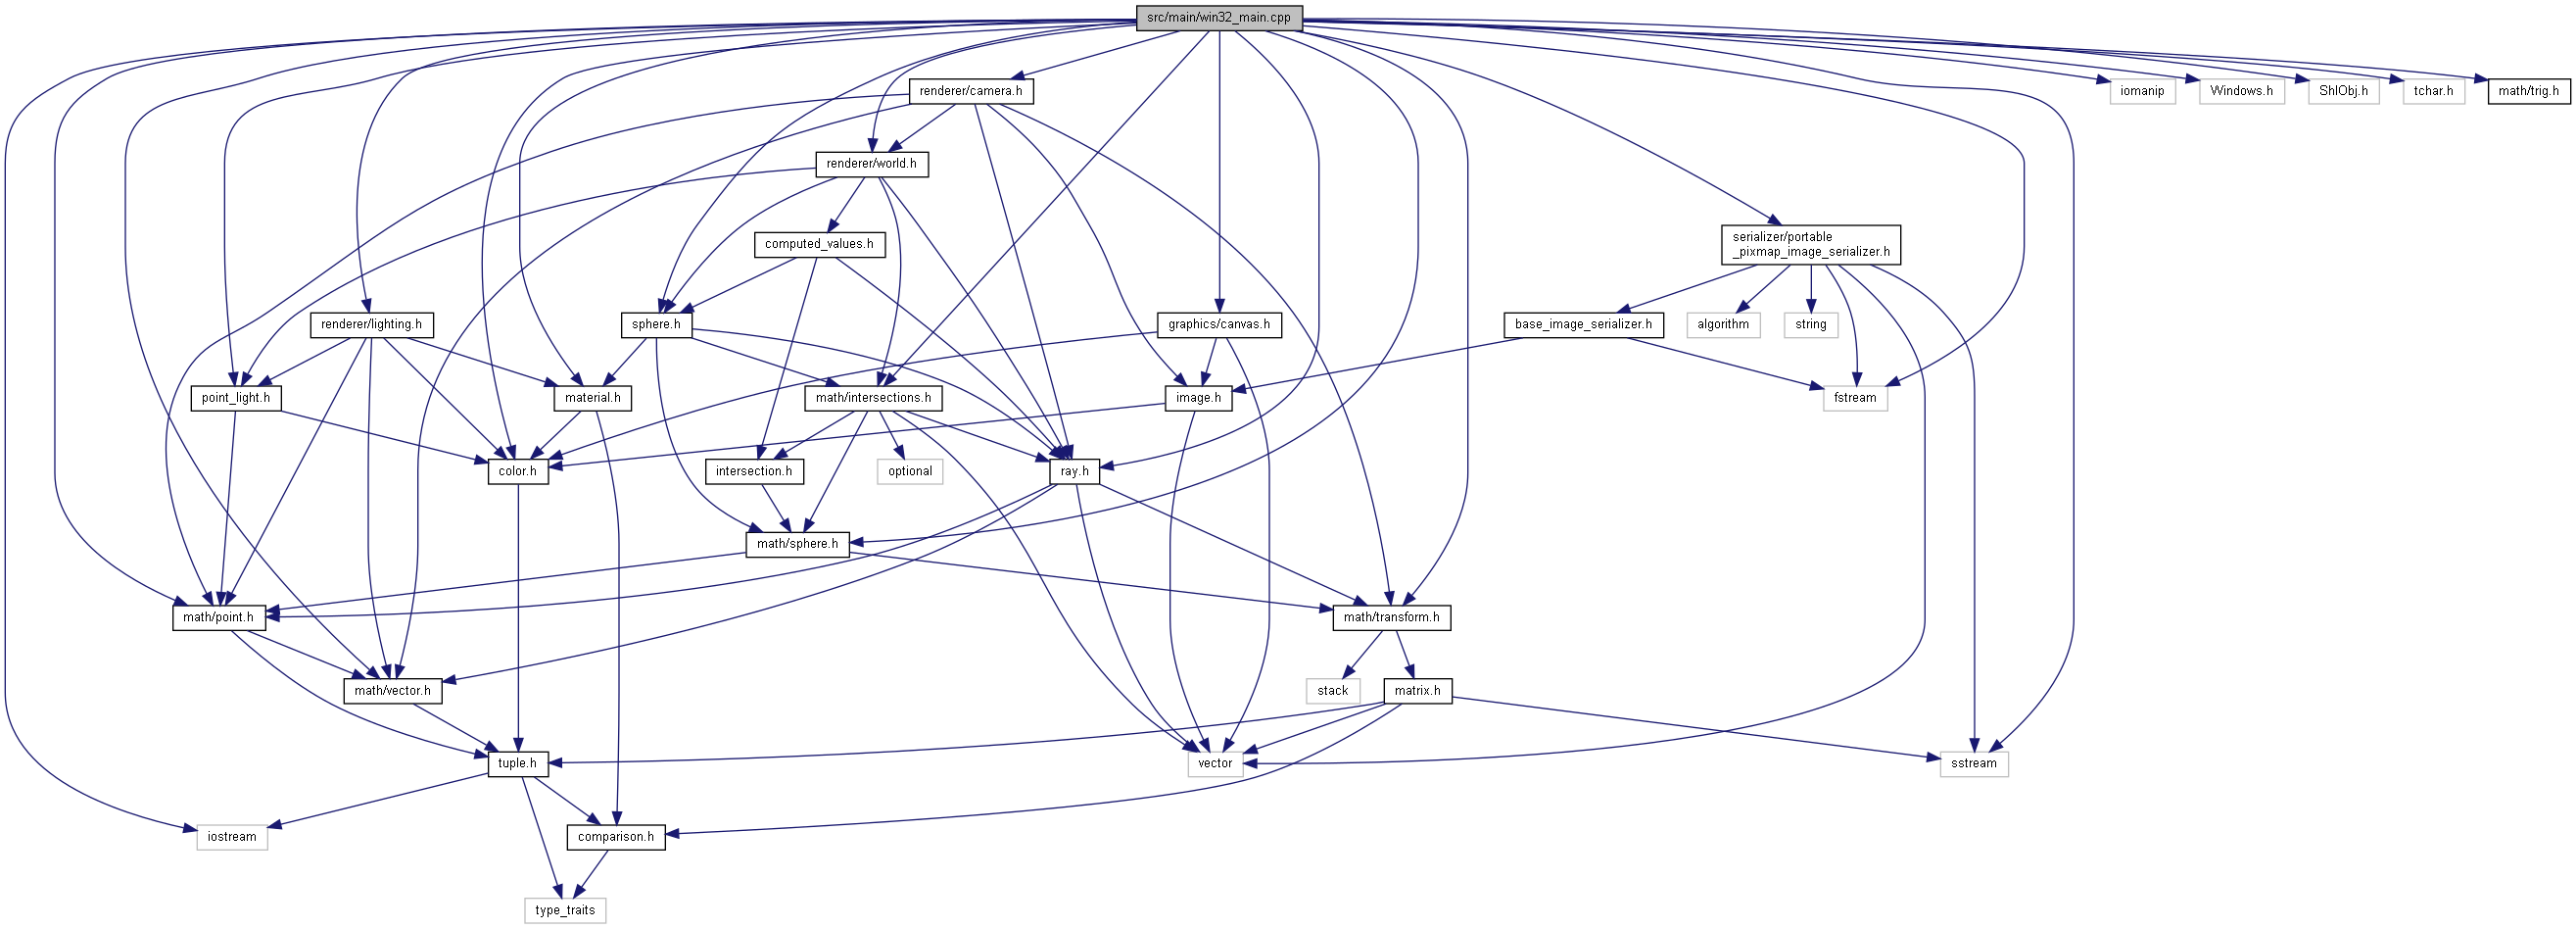 src/main/win32_main.cpp
renderer/camera.h
iomanip
Windows.h
ShlObj.h
tchar.h
math/trig.h
renderer/world.h
computed_values.h
serializer/portable
_pixmap_image_serializer.h
renderer/lighting.h
sphere.h
graphics/canvas.h
base_image_serializer.h
algorithm
string
point_light.h
material.h
math/intersections.h
image.h
fstream
color.h
intersection.h
optional
ray.h
math/sphere.h
math/point.h
math/transform.h
math/vector.h
stack
matrix.h
tuple.h
vector
sstream
iostream
comparison.h
type_traits